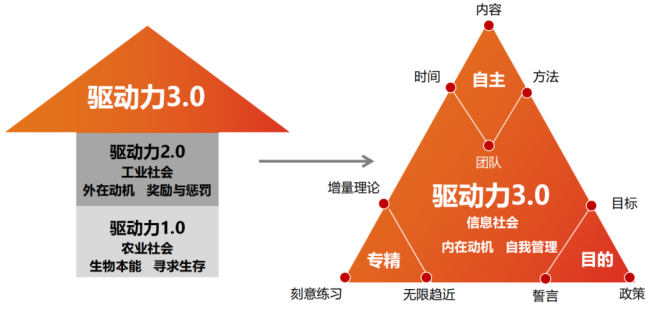 驱动力3.0
驱动力2.0
工业社会
外在动机 奖励与惩罚
驱动力1.0
农业社会
生物本能 寻求生存
内容
时间
自主
方法
团队
增量理论
驱动力3.0
信息社会
内在动机 自我管理
目标
专精
目的
刻意练习
无限趋近
誓言
政策